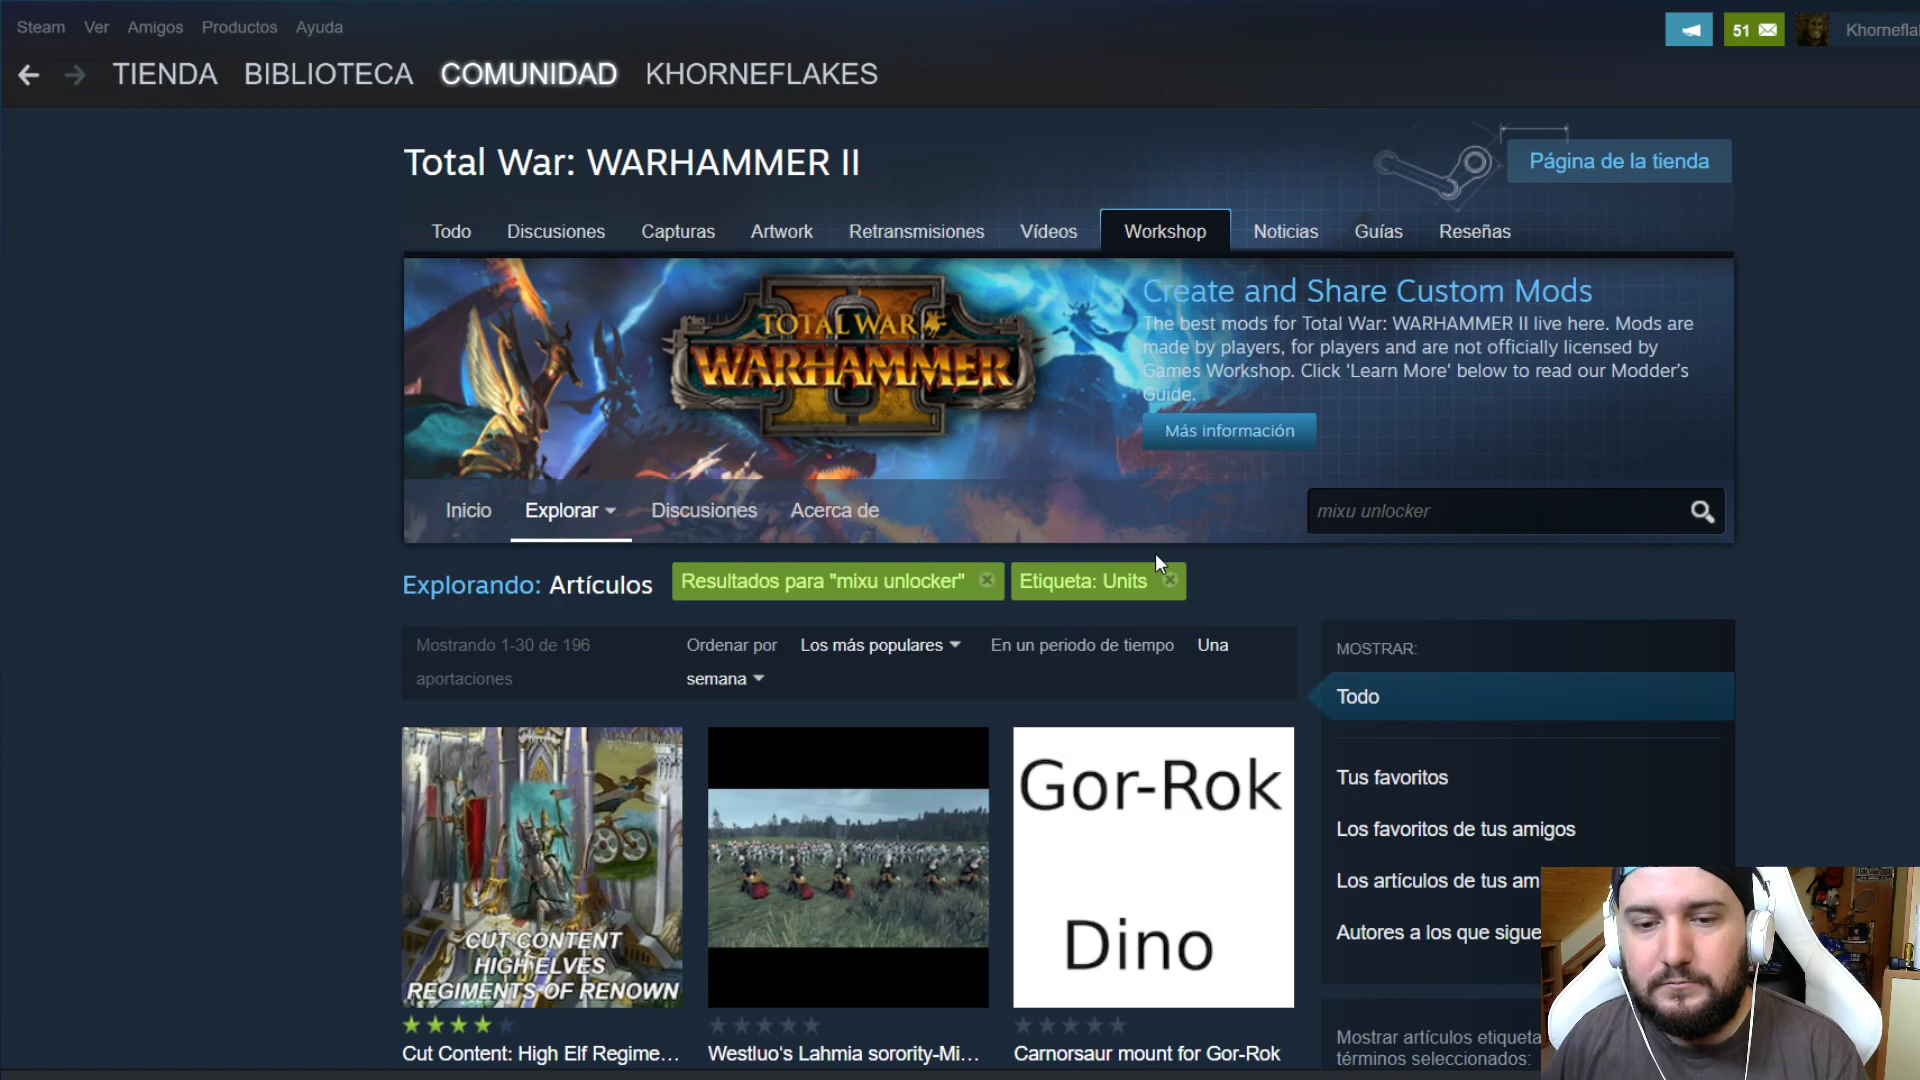 Steam Ver Amigos Productos Ayuda
51
Khornefla
TIENDA BIBLIOTECA COMUNIDAD KHORNEFLAKES
Total War: WARHAMMER II
Página de la tienda
Todo Discusiones Capturas Artwork Retransmisiones Vídeos Workshop Noticias Guías Reseñas
TOTAL WAR
WARHAMMER
II
Create and Share Custom Mods
The best mods for Total War: WARHAMMER II live here. Mods are
made by players, for players and are not officially licensed by
Games Workshop. Click 'Learn More' below to read our Modder's
Guide.
Más información
Inicio Explorar Discusiones Acerca de
mixu unlocker
Explorando: Artículos
Resultados para "mixu unlocker"
Etiqueta: Units
Mostrando 1-30 de 196
aportaciones
Ordenar por Los más populares En un periodo de tiempo Una
semana
MOSTRAR:
Todo
Tus favoritos
Los favoritos de tus amigos
Los artículos de tus am
Autores a los que sigue
CUT CONTENT
HIGH ELVES
REGIMENTS OF RENOWN
Gor-Rok
Dino
Cut Content: High Elf Regime...
Westluo's Lahmia sorority-Mi...
Carnorsaur mount for Gor-Rok
Mostrar artículos etiqueta
términos seleccionados: